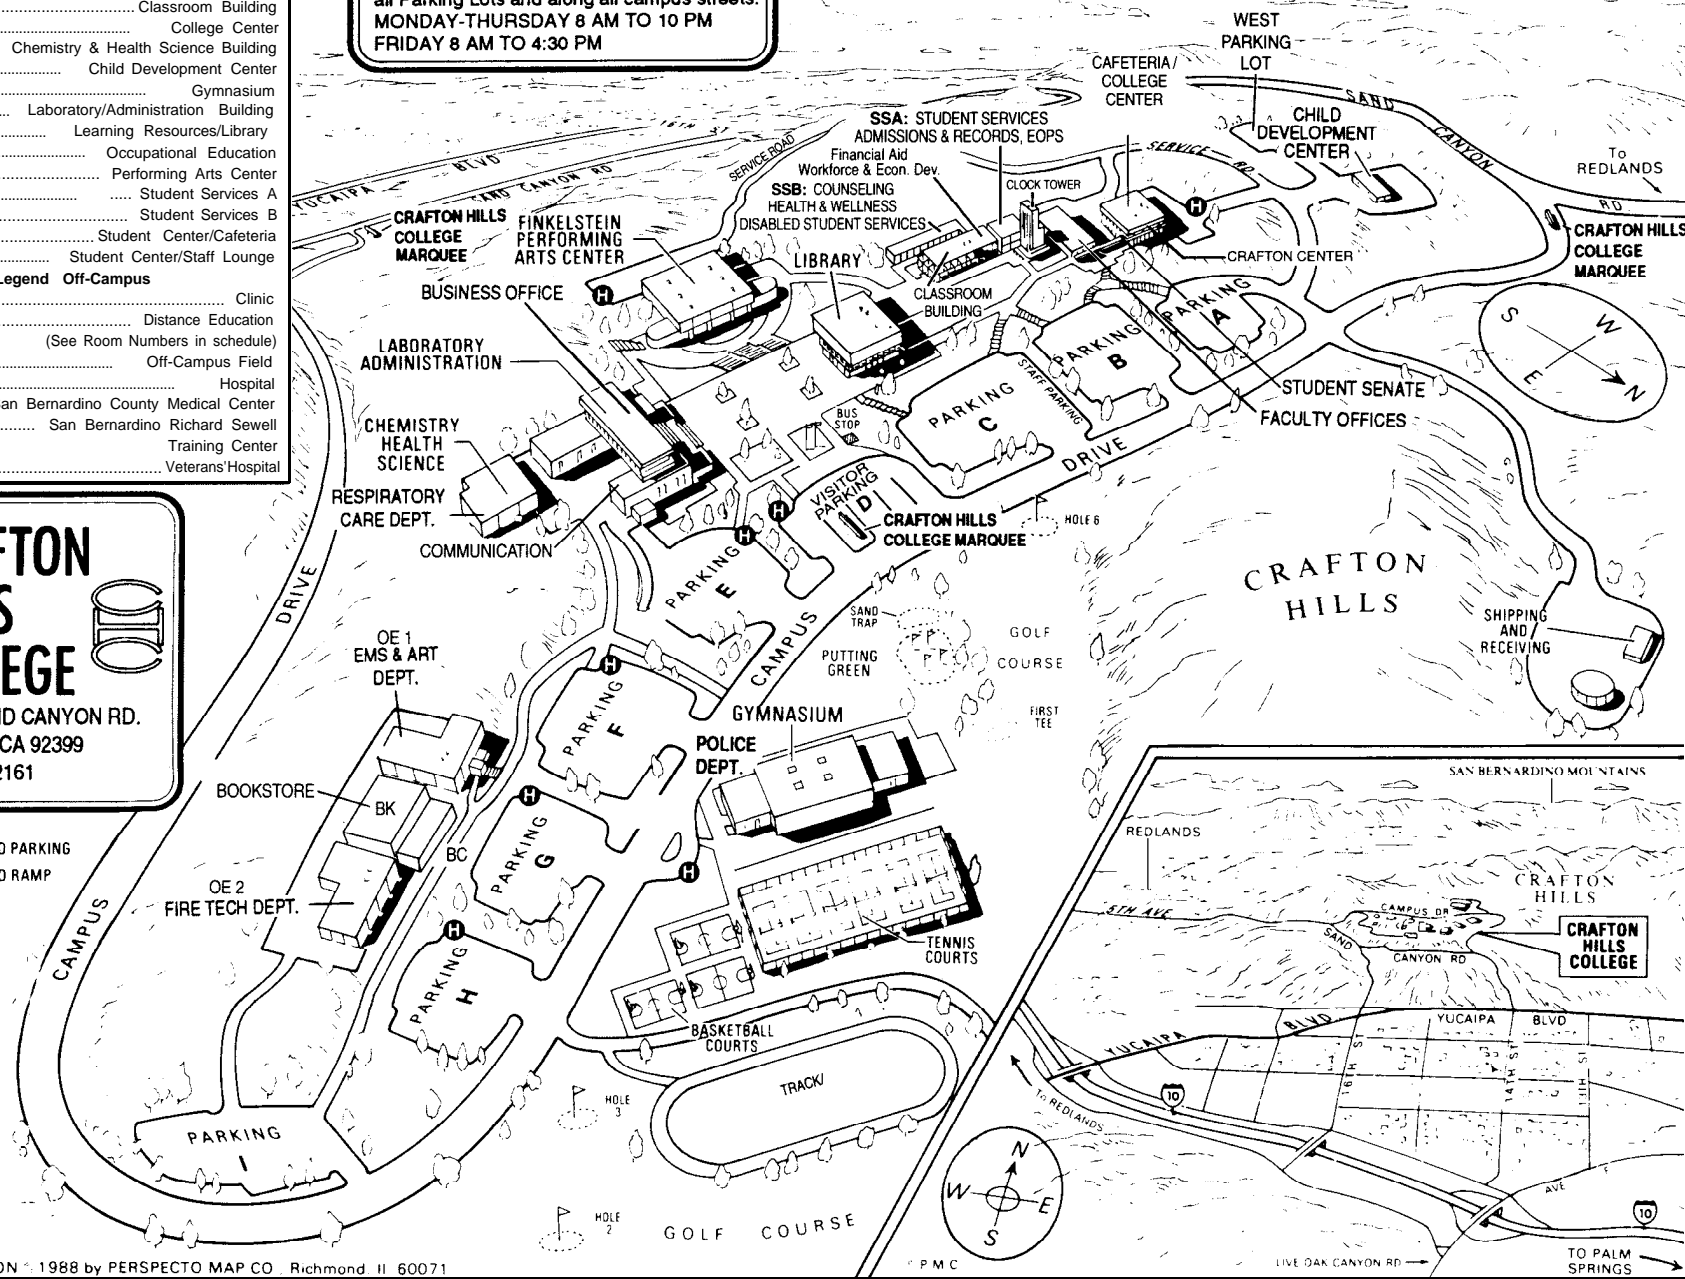 Classroom Building
College Center
Chemistry & Health Science Building
Child Development Center
Gymnasium
Laboratory/Administration Building
Learning Resources/Library
Occupational Education
Performing Arts Center
Student Services A
Student Services B
Student Center/Cafeteria
Student Center/Staff Lounge
Legend Off-Campus
Clinic
Distance Education
(See Room Numbers in schedule)
Off-Campus Field
Hospital
San Bernardino County Medical Center
San Bernardino Richard Sewell
Training Center
Veterans'Hospital
all Parking Lots and along all campus streets.
MONDAY-THURSDAY 8 AM TO 10 PM
FRIDAY 8 AM TO 4:30 PM
WEST
PARKING
LOT
CAFETERIA/
COLLEGE
CENTER
SAND
CANYON
RD
CHILD
DEVELOPMENT
CENTER
To
REDLANDS
SSA: STUDENT SERVICES
ADMISSIONS & RECORDS, EOPS
Financial Aid
Workforce & Econ. Dev.
SSB: COUNSELING
HEALTH & WELLNESS
DISABLED STUDENT SERVICES
CLOCK TOWER
SERVICE RD
16TH ST
YUCAIPA BLVD
SAND CANYON RD
SERVICE ROAD
CRAFTON HILLS
COLLEGE
MARQUEE
FINKELSTEIN
PERFORMING
ARTS CENTER
BUSINESS OFFICE
LIBRARY
CLASSROOM
BUILDING
H
H
CRAFTON CENTER
CRAFTON HILLS
COLLEGE
MARQUEE
S
W
E
N
PARKING
A
PARKING
B
PARKING
C
STAFF PARKING
STUDENT SENATE
FACULTY OFFICES
LABORATORY
ADMINISTRATION
CHEMISTRY
HEALTH
SCIENCE
BUS
STOP
DRIVE
RESPIRATORY
CARE DEPT.
COMMUNICATION
VISITOR
PARKING
D
CRAFTON HILLS
COLLEGE MARQUEE
HOLE 6
H
H
PARKING
E
CRAFTON
HILLS
SHIPPING
AND
RECEIVING
SAND
TRAP
PUTTING
GREEN
GOLF
COURSE
FIRST
TEE
CAMPUS
DRIVE
FTON
S
EGE
ND CANYON RD.
CA 92399
2161
D PARKING
D RAMP
OE 1
EMS & ART
DEPT.
H
PARKING
F
GYMNASIUM
POLICE
DEPT.
BOOKSTORE
BK
BC
H
PARKING
G
H
OE 2
FIRE TECH DEPT.
CAMPUS
H
PARKING
H
TENNIS
COURTS
BASKETBALL
COURTS
TRACK/
HOLE
3
PARKING
I
HOLE
2
GOLF COURSE
SAN BERNARDINO MOUNTAINS
REDLANDS
CRAFTON
HILLS
5TH AVE
CAMPUS DR
SAND
CANYON RD
CRAFTON
HILLS
COLLEGE
YUCAIPA BLVD
YUCAIPA BLVD
16TH ST
14TH ST
To REDLANDS
10
N
W
E
S
AVE
10
LIVE OAK CANYON RD
TO PALM
SPRINGS
PMC
ON © 1988 by PERSPECTO MAP CO. Richmond. Il 60071